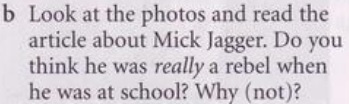 b Look at the photos and read the
article about Mick Jagger. Do you
think he was really a rebel when
he was at school? Why (not)?